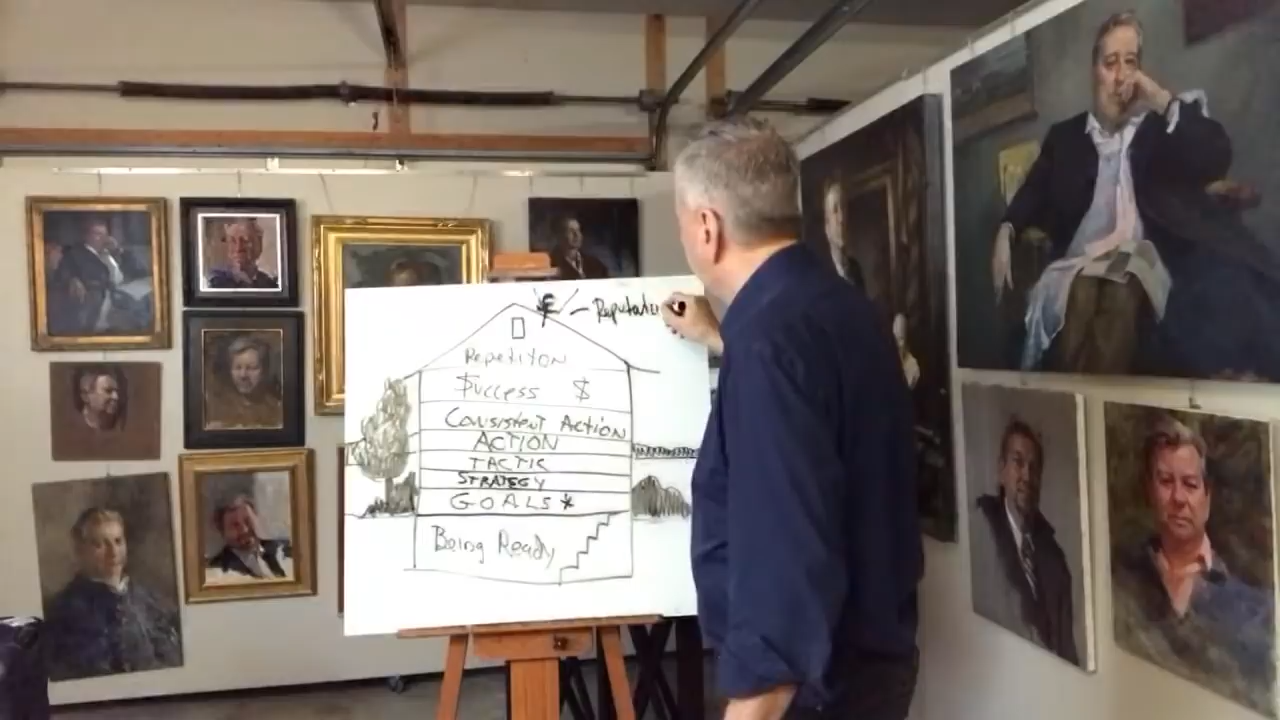 Reputation
Repetiton
$uccess $
Consistent Action
ACTION
TACTIC
STRATEGY
GOALS*
Being Ready